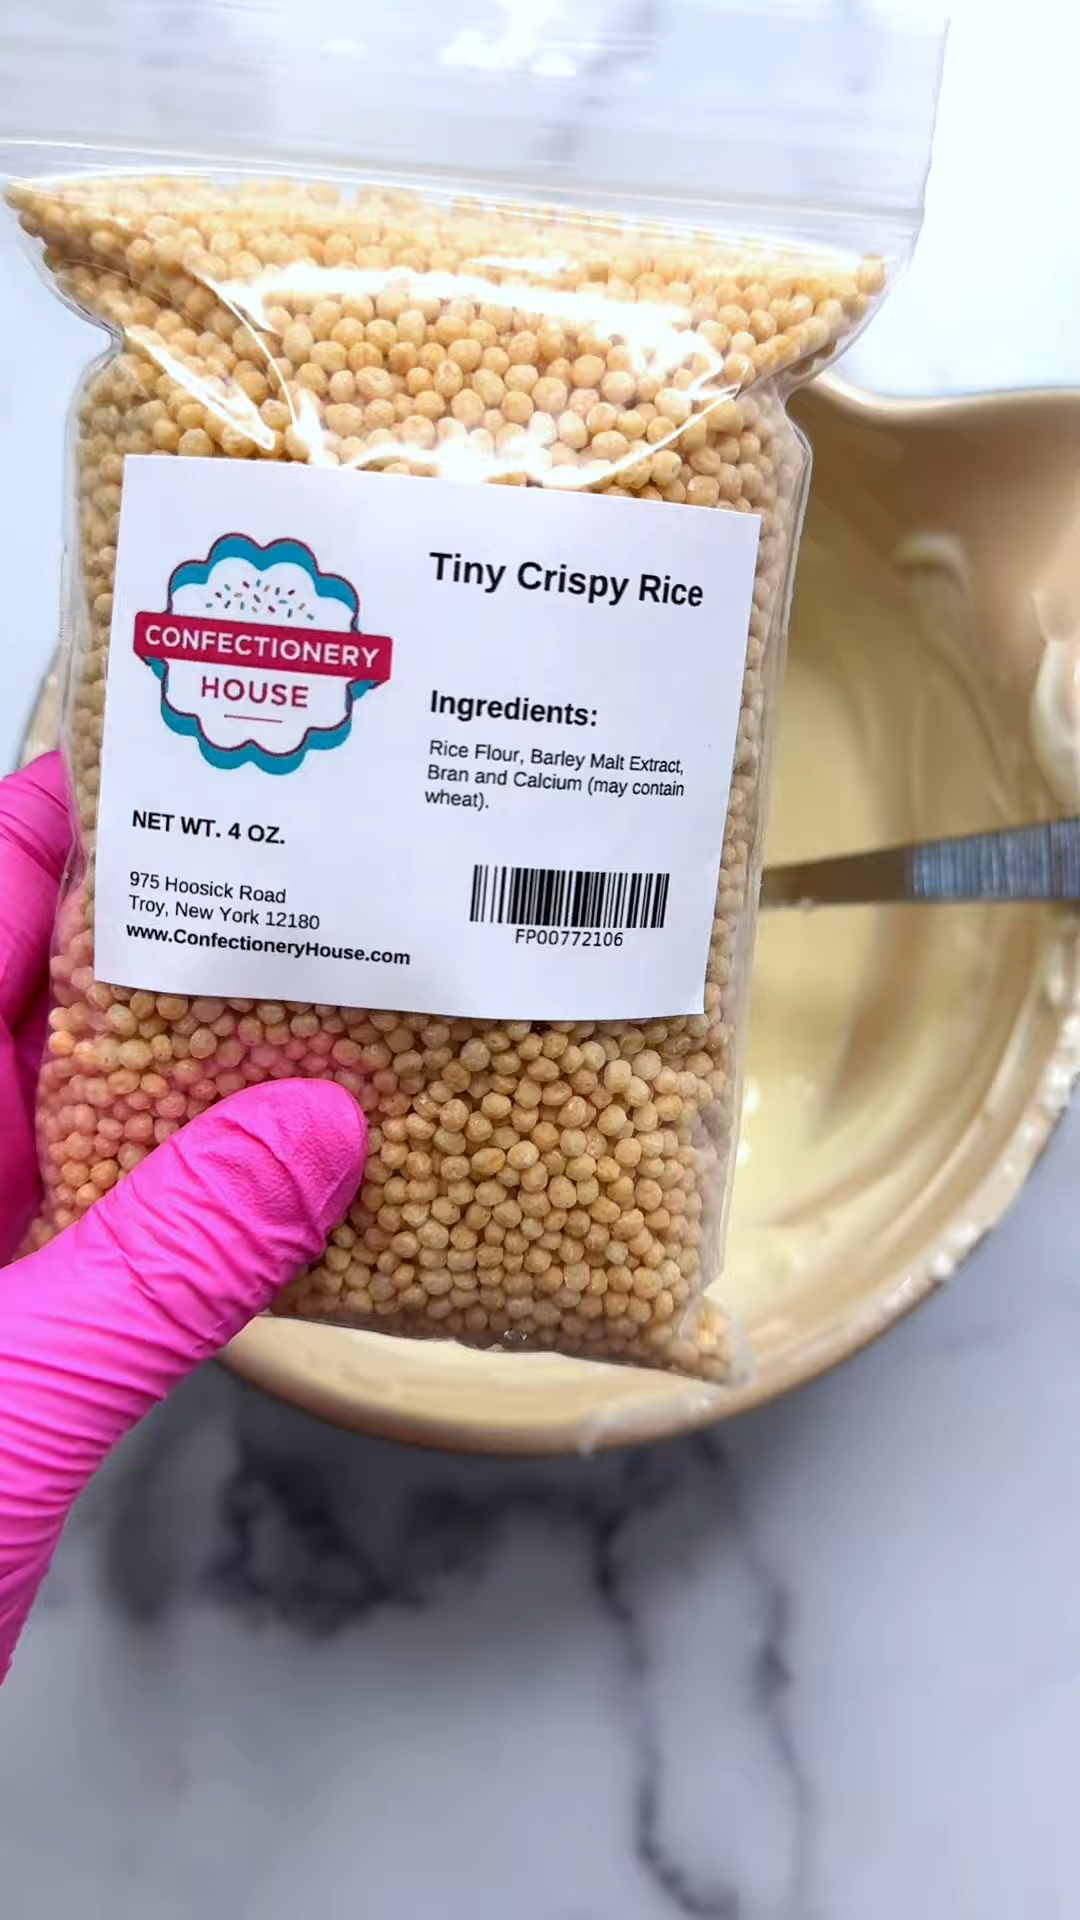 Tiny Crispy Rice
CONFECTIONERY
HOUSE
Ingredients:
Rice Flour, Barley Malt Extract,
Bran and Calcium (may contain
wheat).
NET WT. 4 OZ.
975 Hoosick Road
Troy, New York 12180
www.ConfectioneryHouse.com
FP00772106